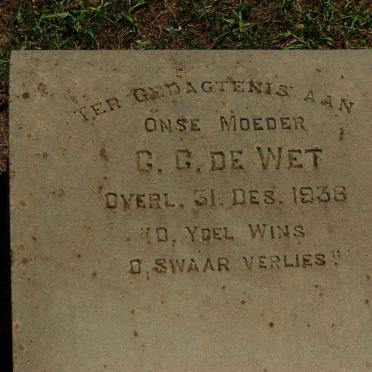 TER GEDAGTENIS AAN
ONSE MOEDER
C. C. DE WET
OVERL. 31. DES. 1938
"O, YDEL WINS
O, SWAAR VERLIES"